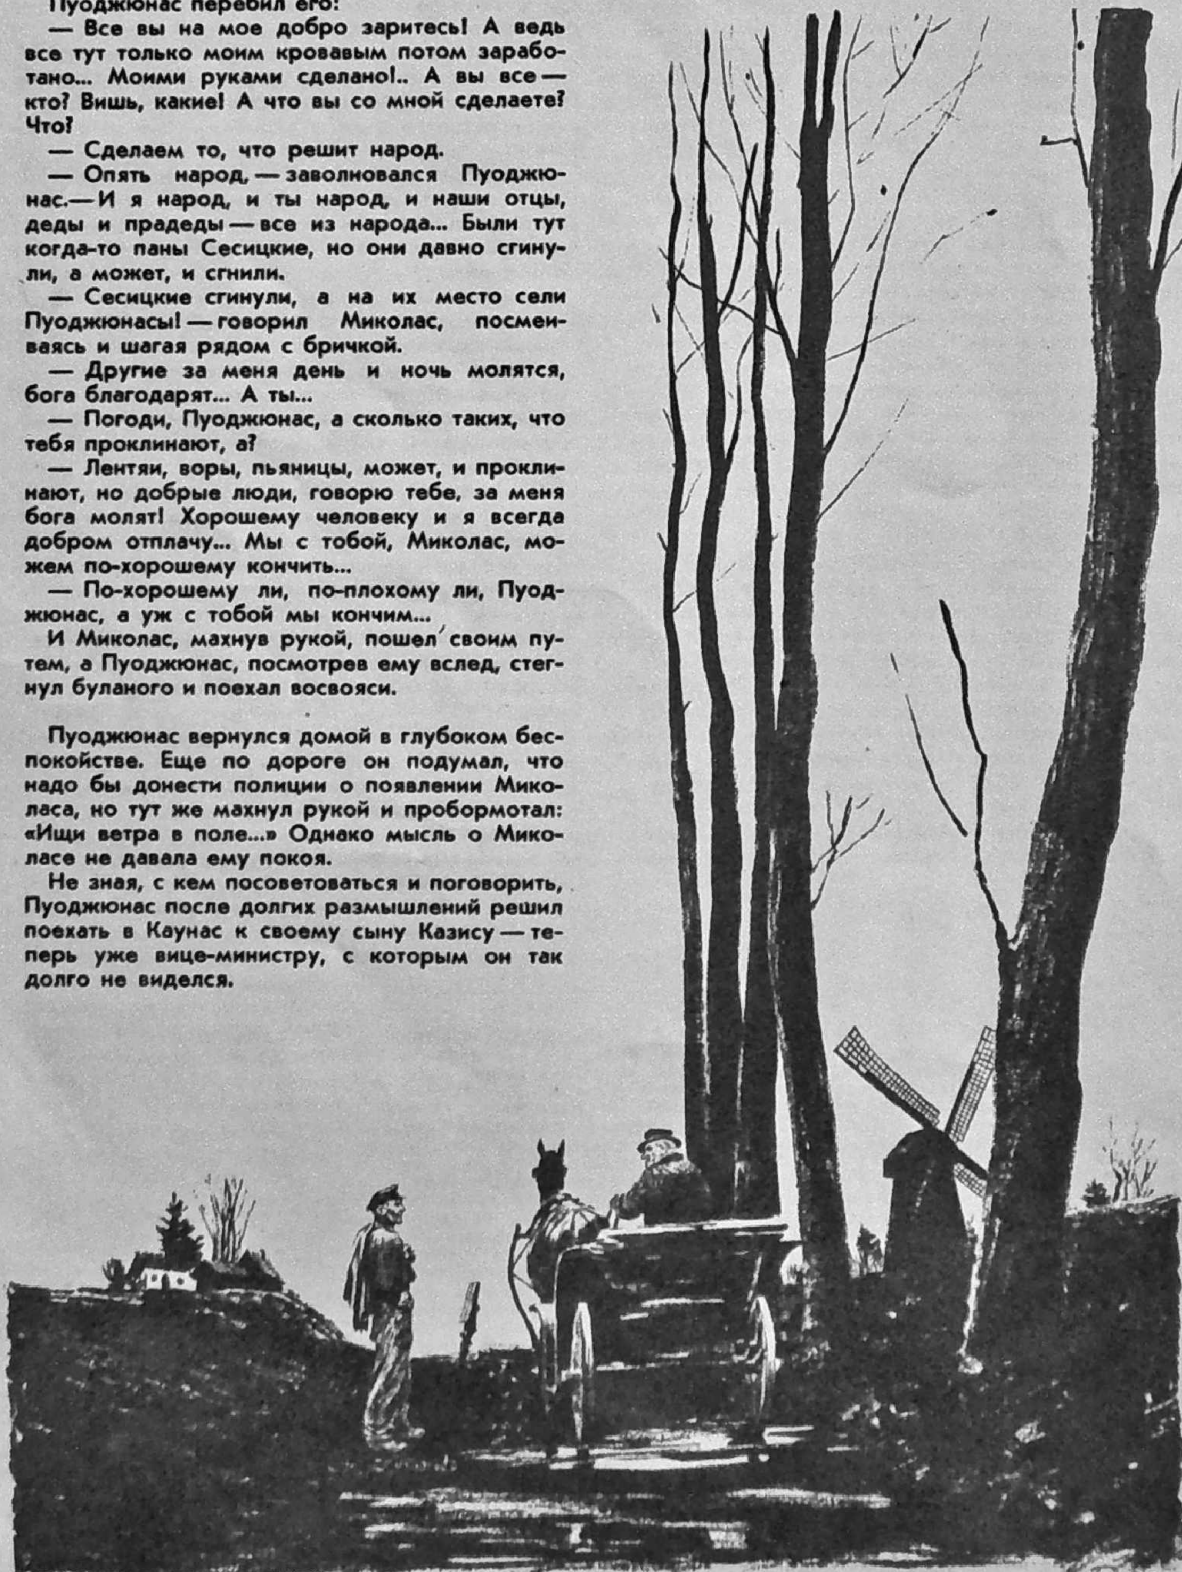 Пуоджюнас перебил его:
— Все вы на мое добро заритесь! А ведь
все тут только моим кровавым потом зарабо-
тано... Моими руками сделано!.. А вы все —
кто? Вишь, какие! А что вы со мной сделаете?
Что?
— Сделаем то, что решит народ.
— Опять народ, — заволновался Пуоджю-
нас.— И я народ, и ты народ, и наши отцы,
деды и прадеды — все из народа... Были тут
когда-то паны Сесицкие, но они давно сгину-
ли, а может, и сгнили.
— Сесицкие сгинули, а на их место сели
Пуоджюнасы! — говорил Миколас, посмеи-
ваясь и шагая рядом с бричкой.
— Другие за меня день и ночь молятся,
бога благодарят... А ты...
— Погоди, Пуоджюнас, а сколько таких, что
тебя проклинают, а?
— Лентяи, воры, пьяницы, может, и прокли-
нают, но добрые люди, говорю тебе, за меня
бога молят! Хорошему человеку и я всегда
добром отплачу... Мы с тобой, Миколас, мо-
жем по-хорошему кончить...
— По-хорошему ли, по-плохому ли, Пуод-
жюнас, а уж с тобой мы кончим...
И Миколас, махнув рукой, пошел своим пу-
тем, а Пуоджюнас, посмотрев ему вслед, стег-
нул буланого и поехал восвояси.
Пуоджюнас вернулся домой в глубоком бес-
покойстве. Еще по дороге он подумал, что
надо бы донести полиции о появлении Мико-
ласа, но тут же махнул рукой и пробормотал:
«Ищи ветра в поле...» Однако мысль о Мико-
ласе не давала ему покоя.
Не зная, с кем посоветоваться и поговорить,
Пуоджюнас после долгих размышлений решил
поехать в Каунас к своему сыну Казису — те-
перь уже вице-министру, с которым он так
долго не виделся.